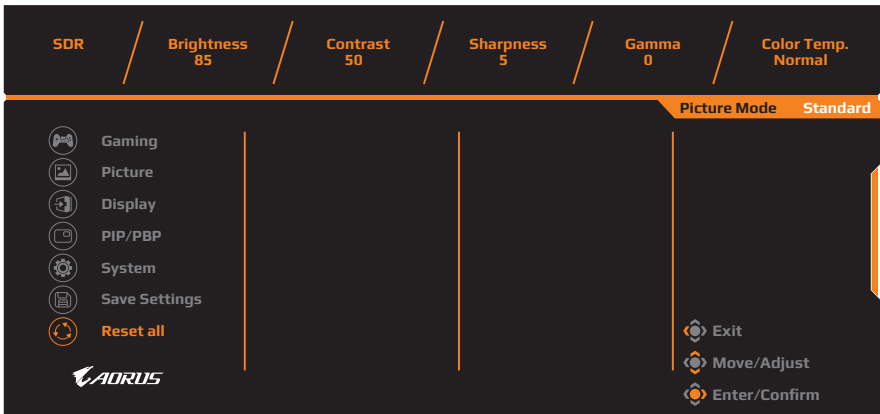 SDR
Brightness
85
Contrast
50
Sharpness
5
Gamma
0
Color Temp.
Normal
Picture Mode Standard
Gaming
Picture
Display
PIP/PBP
System
Save Settings
Reset all
Exit
Move/Adjust
Enter/Confirm
AORUS